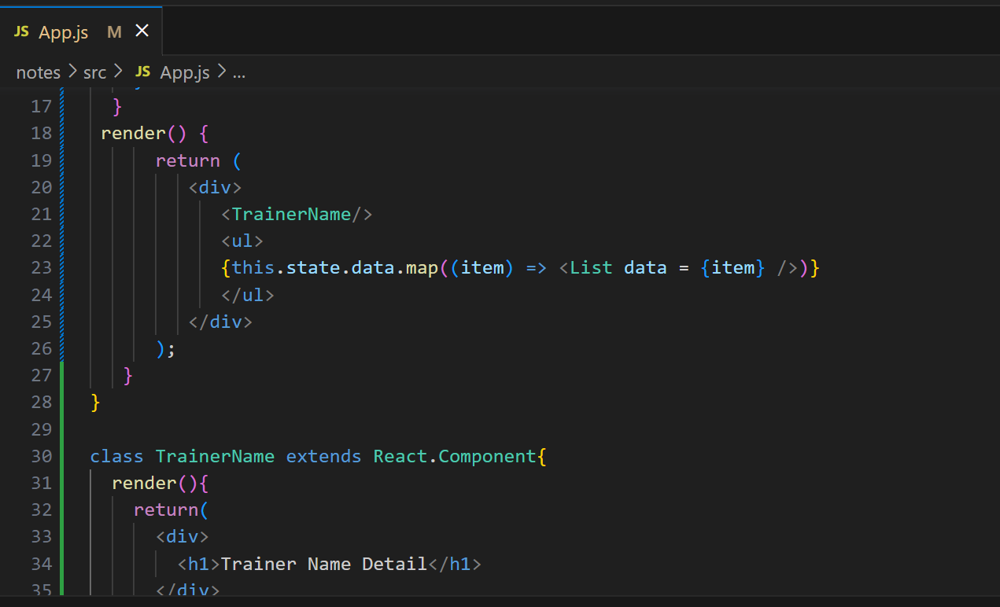 JS App.js M ×
notes > src > JS App.js > ...
17 }
18 render() {
19 return (
20 <div>
21 <TrainerName/>
22 <ul>
23 {this.state.data.map((item) => <List data = {item} />)}
24 </ul>
25 </div>
26 );
27 }
28 }
29
30 class TrainerName extends React.Component{
31 render(){
32 return(
33 <div>
34 <h1>Trainer Name Detail</h1>
35 </div>